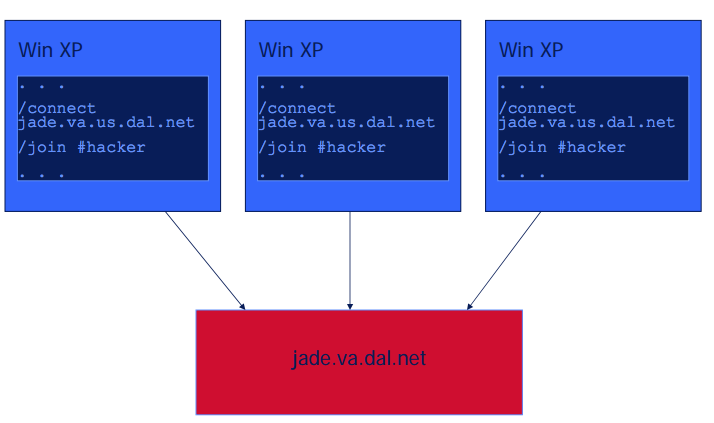 Win XP
. . .
/connect
jade.va.us.dal.net
/join #hacker
. . .
Win XP
. . .
/connect
jade.va.us.dal.net
/join #hacker
. . .
Win XP
. . .
/connect
jade.va.us.dal.net
/join #hacker
. . .
jade.va.dal.net